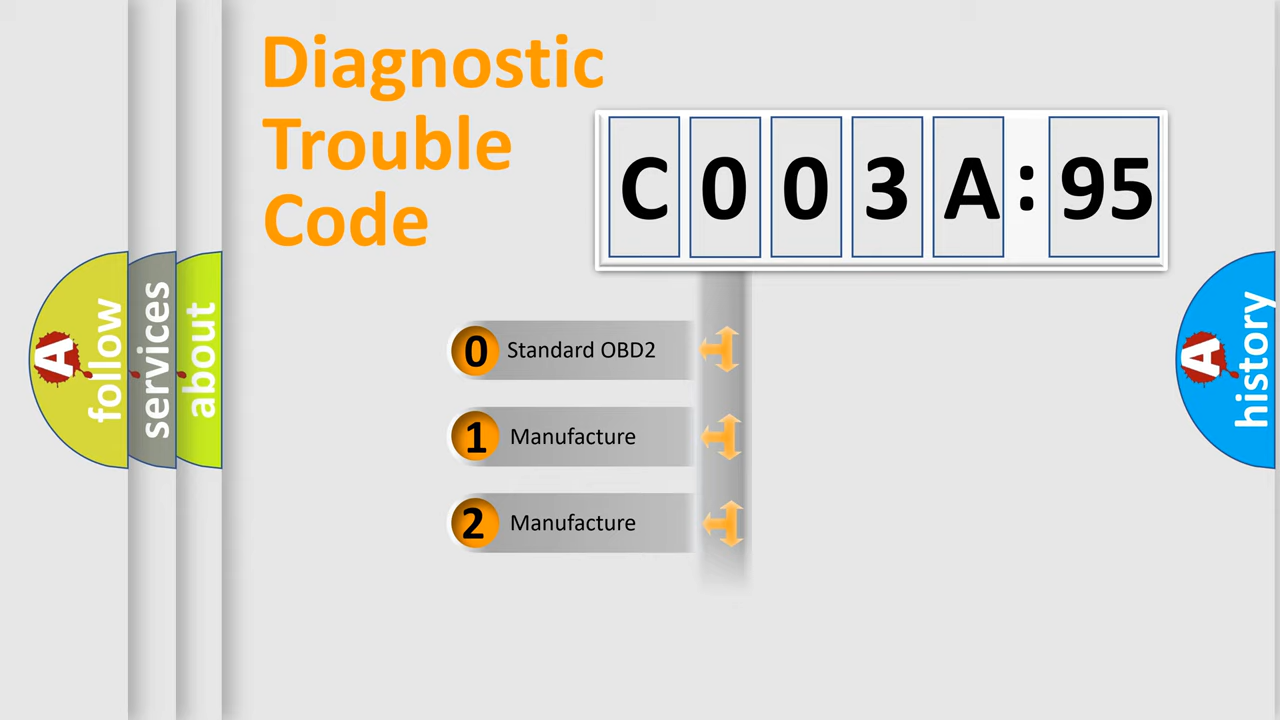 Diagnostic
Trouble
Code
C003A:95
0 Standard OBD2
1 Manufacture
2 Manufacture
A follow
services
about
A history